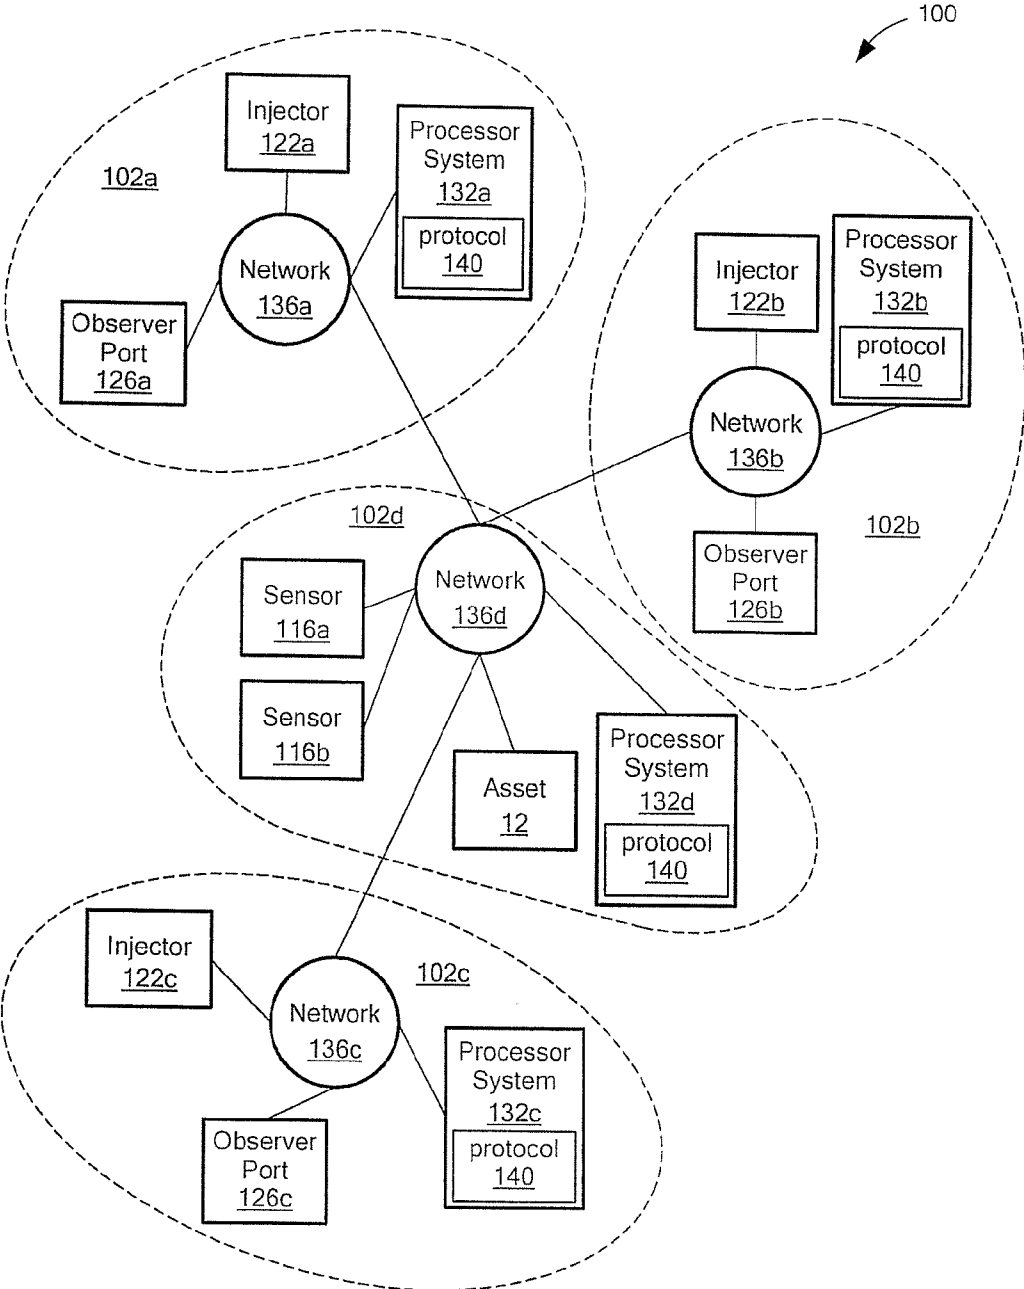 100
Injector
122a
Processor
System
132a
protocol
140
102a
Network
136a
Observer
Port
126a
Injector
122b
Processor
System
132b
protocol
140
Network
136b
102b
Observer
Port
126b
102d
Network
136d
Sensor
116a
Sensor
116b
Asset
12
Processor
System
132d
protocol
140
Injector
122c
102c
Network
136c
Processor
System
132c
protocol
140
Observer
Port
126c